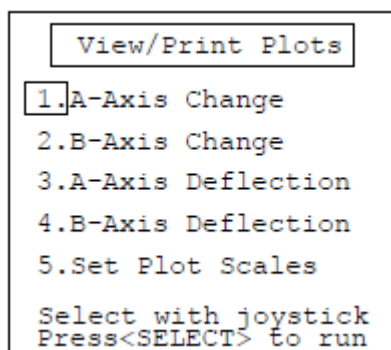 View/Print Plots
1.A-Axis Change
2.B-Axis Change
3.A-Axis Deflection
4.B-Axis Deflection
5.Set Plot Scales
Select with joystick
Press<SELECT> to run